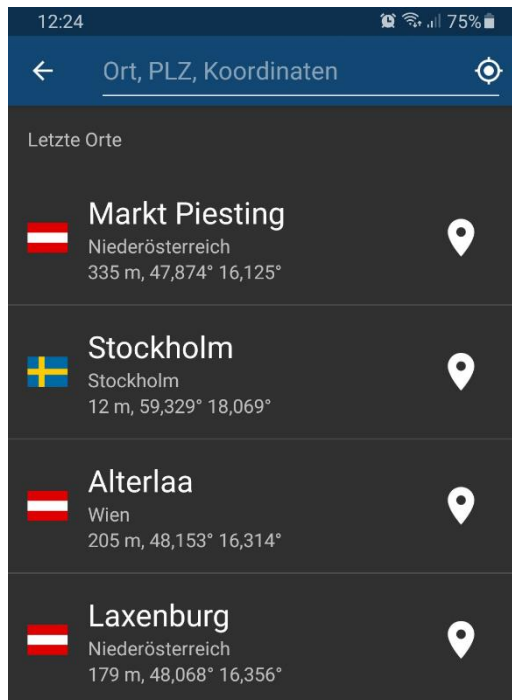 12:24 75%
Ort, PLZ, Koordinaten
Letzte Orte
Markt Piesting
Niederösterreich
335 m, 47,874° 16,125°
Stockholm
Stockholm
12 m, 59,329° 18,069°
Alterlaa
Wien
205 m, 48,153° 16,314°
Laxenburg
Niederösterreich
179 m, 48,068° 16,356°